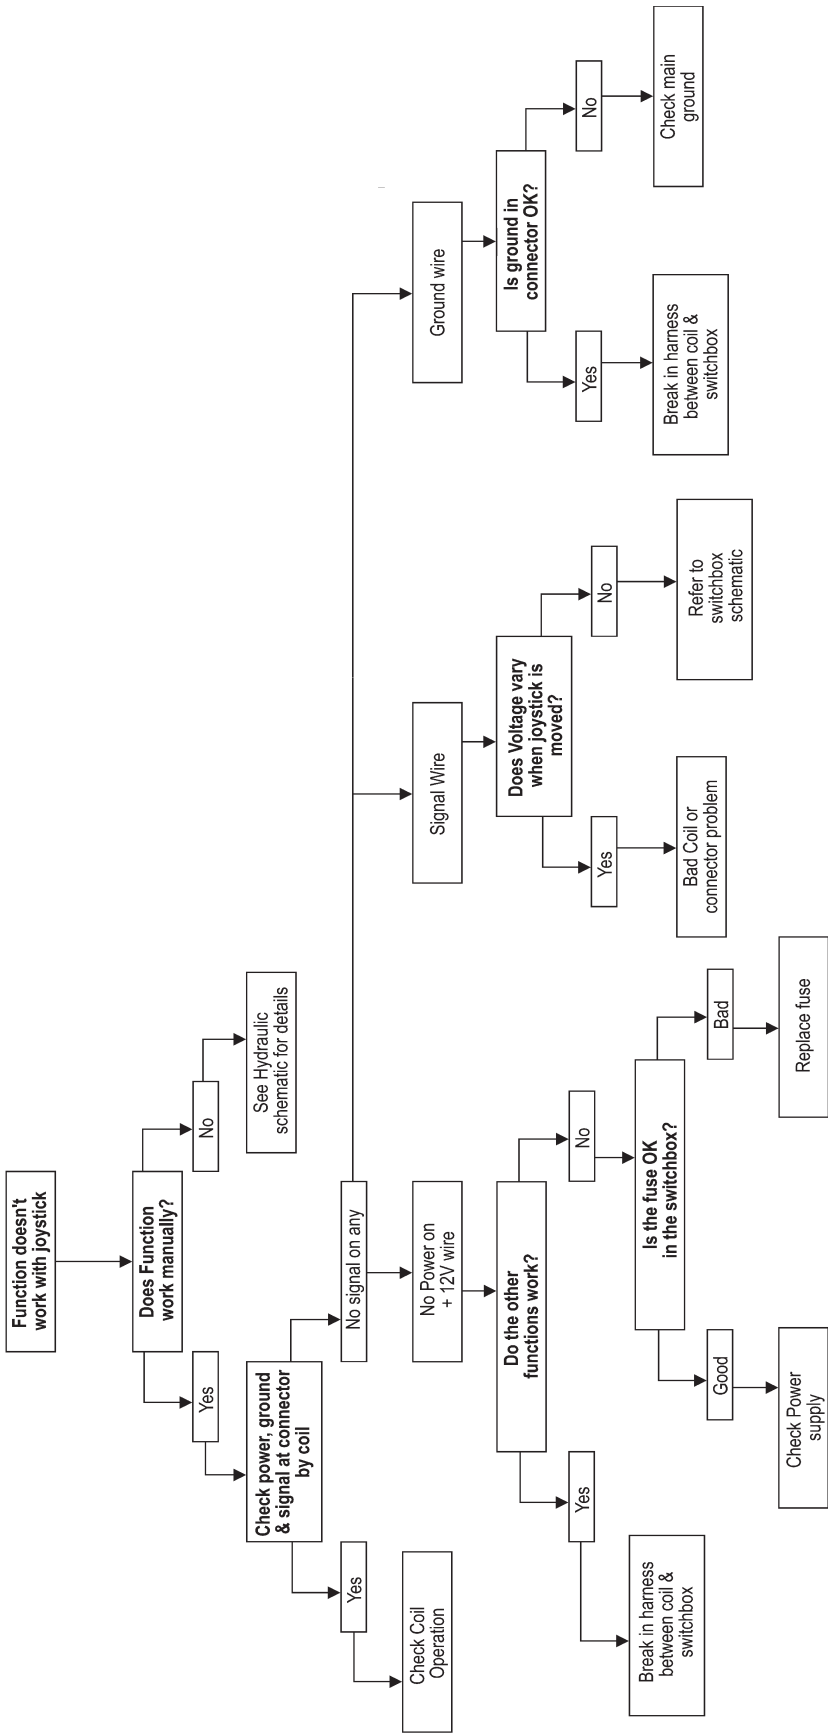 Function doesn't
work with joystick
Does Function
work manually?
Yes
No
See Hydraulic
schematic for details
Check power, ground
& signal at connector
by coil
Yes
No signal on any
Check Coil
Operation
No Power on
+ 12V wire
Signal Wire
Ground wire
Do the other
functions work?
Does Voltage vary
when joystick is
moved?
Is ground in
connector OK?
Yes
No
Yes
No
Yes
No
Break in harness
between coil &
switchbox
Is the fuse OK
in the switchbox?
Bad Coil or
connector problem
Refer to
switchbox
schematic
Break in harness
between coil &
switchbox
Check main
ground
Good
Bad
Check Power
supply
Replace fuse